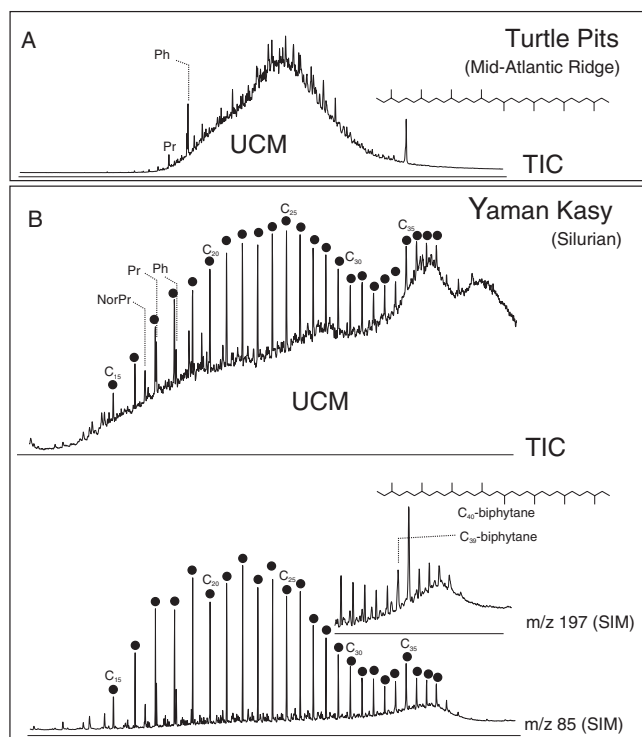 A
Turtle Pits
(Mid-Atlantic Ridge)
Ph
Pr
UCM
TIC
B
Yaman Kasy
(Silurian)
C25
C35
C20
C30
Pr
Ph
NorPr
C15
UCM
TIC
C40-biphytane
C39-biphytane
C20
C25
m/z 197 (SIM)
C30
C35
C15
m/z 85 (SIM)